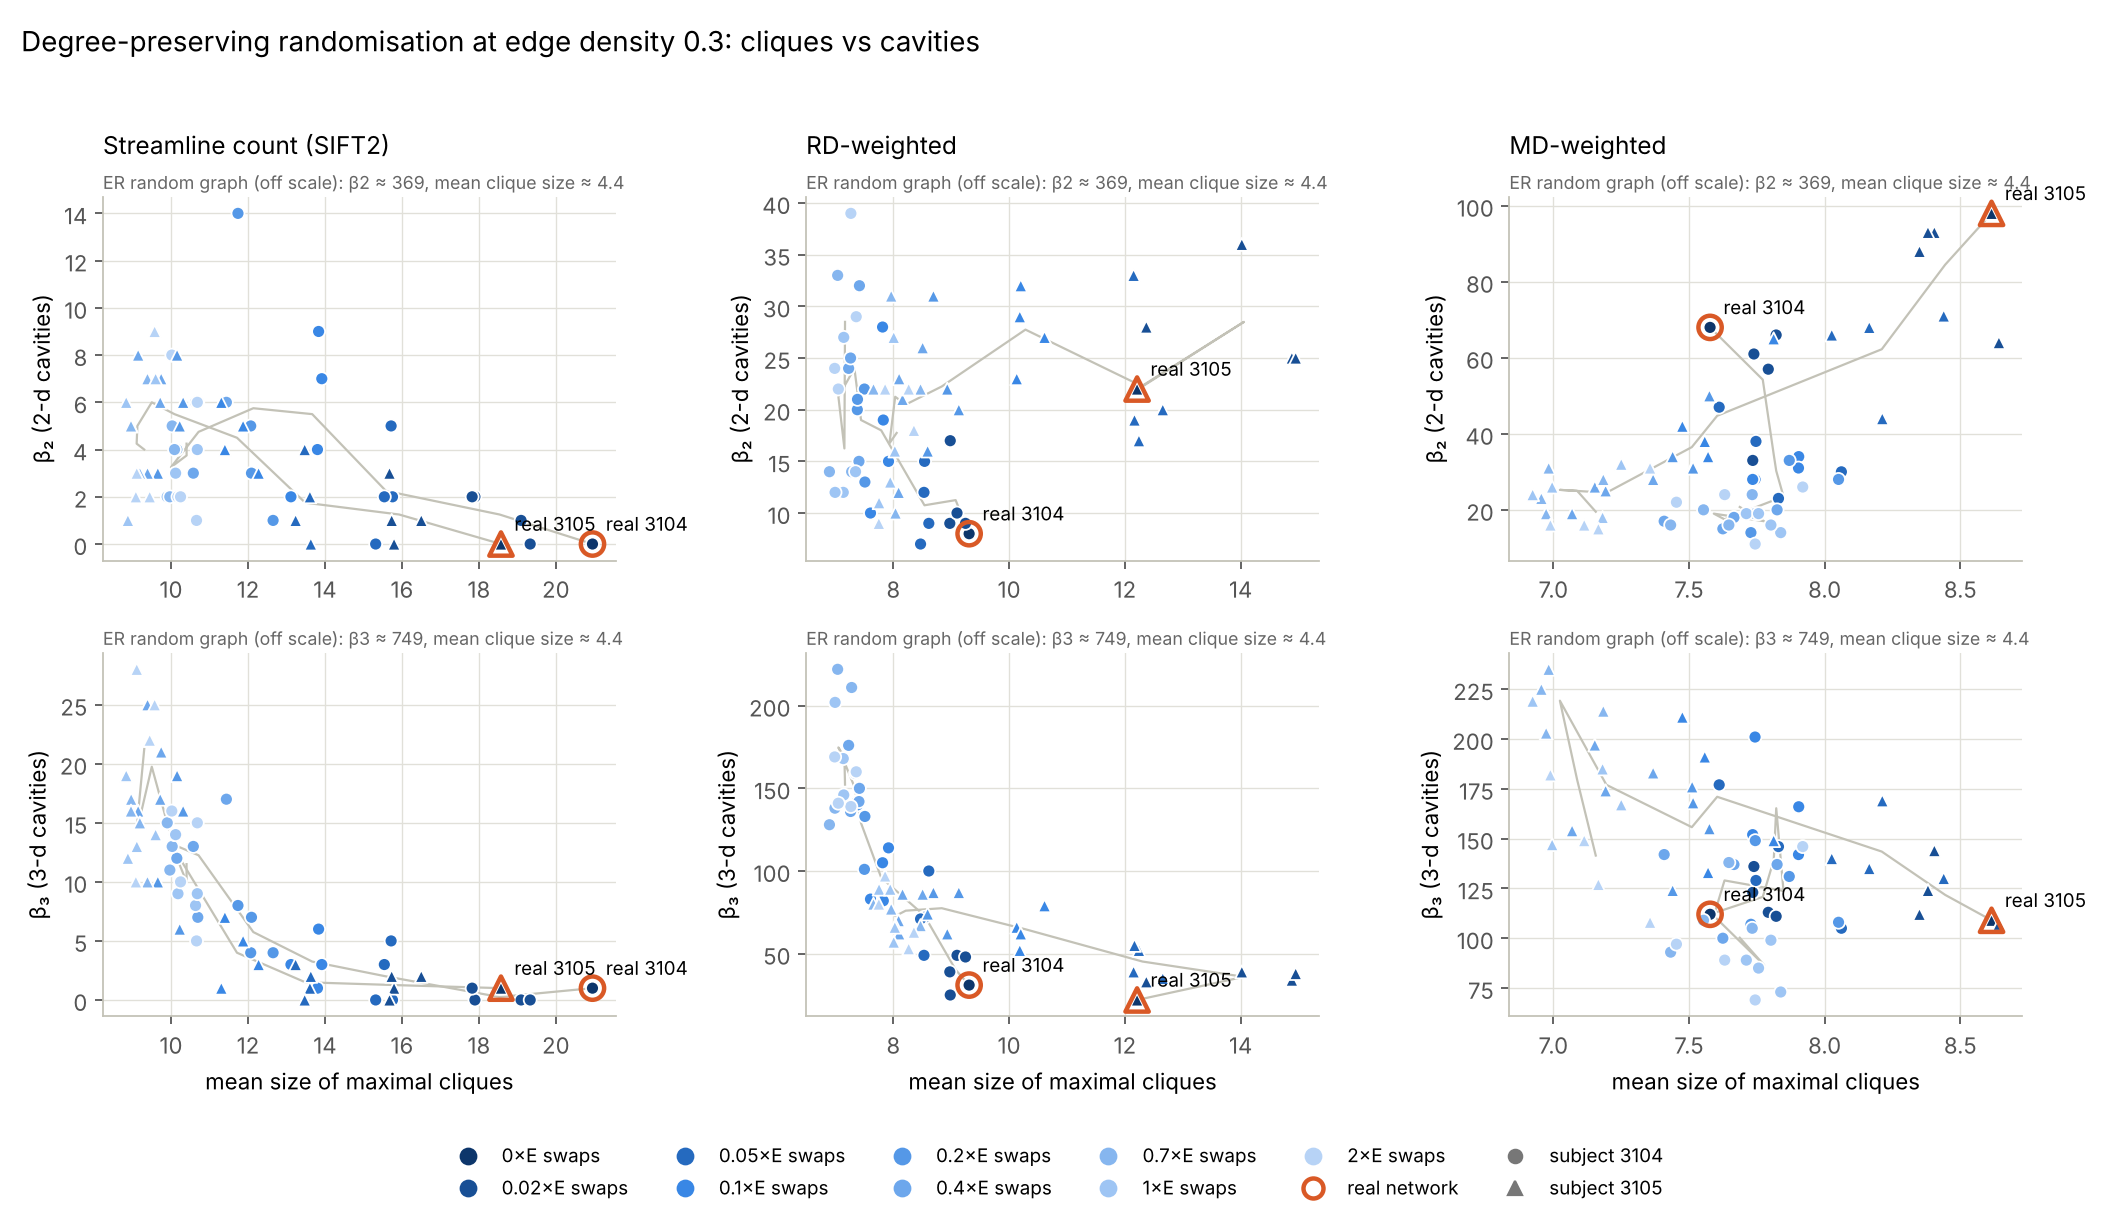 Degree-preserving randomisation at edge density 0.3: cliques vs cavities
Streamline count (SIFT2)
ER random graph (off scale): β2 ≈ 369, mean clique size ≈ 4.4
β₂ (2-d cavities)
14
12
10
8
6
4
2
0
real 3105
real 3104
10
12
14
16
18
20
RD-weighted
ER random graph (off scale): β2 ≈ 369, mean clique size ≈ 4.4
β₂ (2-d cavities)
40
35
30
25
20
15
10
real 3105
real 3104
8
10
12
14
MD-weighted
ER random graph (off scale): β2 ≈ 369, mean clique size ≈ 4.4
β₂ (2-d cavities)
100
80
60
40
20
real 3105
real 3104
7.0
7.5
8.0
8.5
ER random graph (off scale): β3 ≈ 749, mean clique size ≈ 4.4
β₃ (3-d cavities)
25
20
15
10
5
0
real 3105
real 3104
10
12
14
16
18
20
mean size of maximal cliques
ER random graph (off scale): β3 ≈ 749, mean clique size ≈ 4.4
β₃ (3-d cavities)
200
150
100
50
real 3104
real 3105
8
10
12
14
mean size of maximal cliques
ER random graph (off scale): β3 ≈ 749, mean clique size ≈ 4.4
β₃ (3-d cavities)
225
200
175
150
125
100
75
real 3104
real 3105
7.0
7.5
8.0
8.5
mean size of maximal cliques
0×E swaps
0.05×E swaps
0.2×E swaps
0.7×E swaps
2×E swaps
subject 3104
0.02×E swaps
0.1×E swaps
0.4×E swaps
1×E swaps
real network
subject 3105